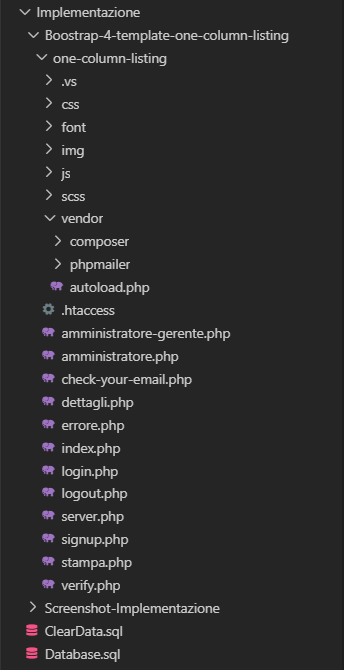 Implementazione
Boostrap-4-template-one-column-listing
one-column-listing
.vs
css
font
img
js
scss
vendor
composer
phpmailer
autoload.php
.htaccess
amministratore-gerente.php
amministratore.php
check-your-email.php
dettagli.php
errore.php
index.php
login.php
logout.php
server.php
signup.php
stampa.php
verify.php
Screenshot-Implementazione
ClearData.sql
Database.sql